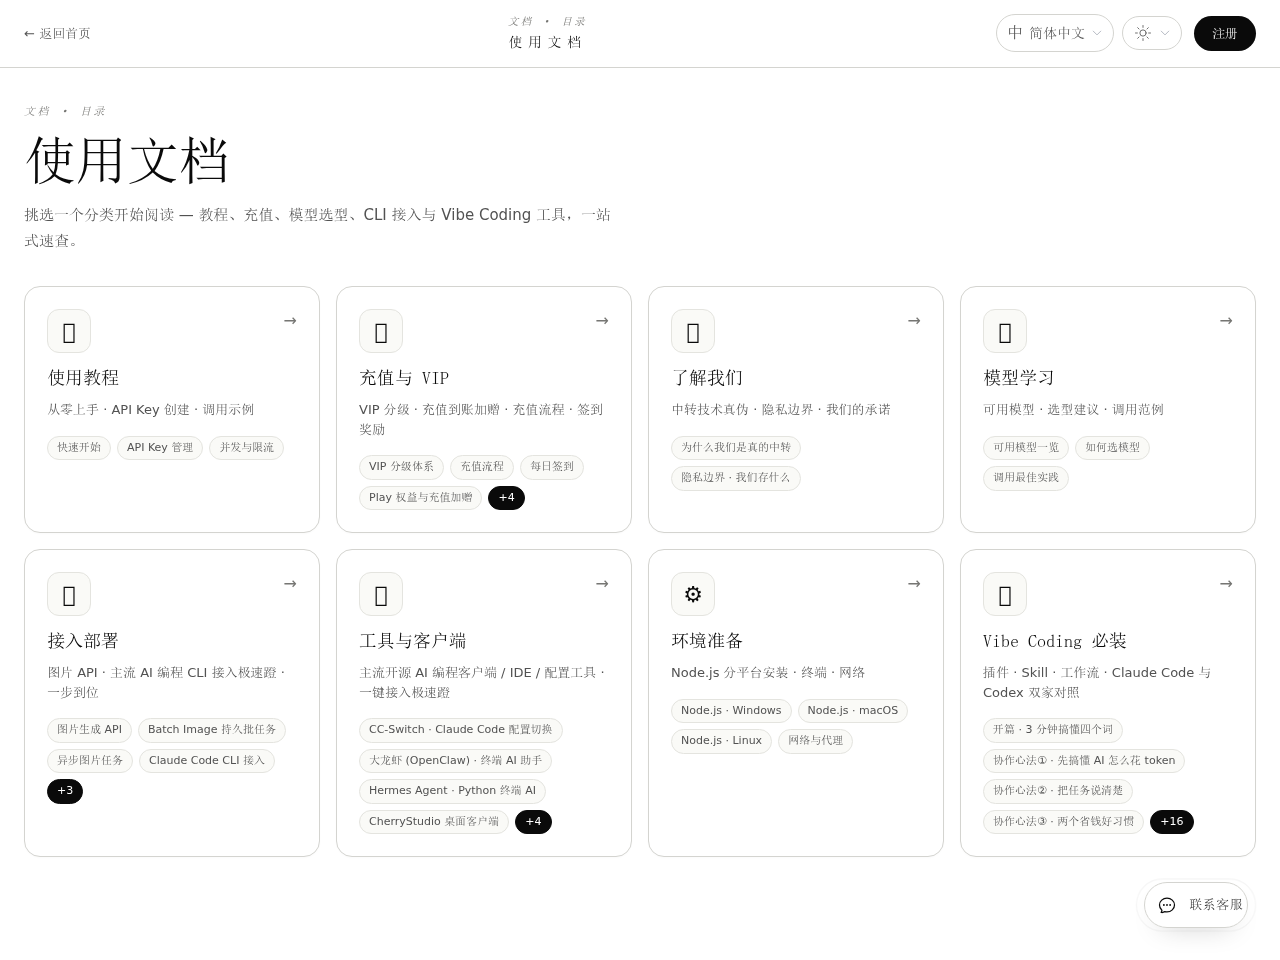 ← 返回首页
文档 • 目录
使用文档
中 简体中文
注册
文档 • 目录
使用文档
挑选一个分类开始阅读 — 教程、充值、模型选型、CLI 接入与 Vibe Coding 工具，一站
式速查。
→
使用教程
从零上手 · API Key 创建 · 调用示例
快速开始 API Key 管理 并发与限流
→
充值与 VIP
VIP 分级 · 充值到账加赠 · 充值流程 · 签到
奖励
VIP 分级体系 充值流程 每日签到
Play 权益与充值加赠 +4
→
了解我们
中转技术真伪 · 隐私边界 · 我们的承诺
为什么我们是真的中转
隐私边界 · 我们存什么
→
模型学习
可用模型 · 选型建议 · 调用范例
可用模型一览 如何选模型
调用最佳实践
→
接入部署
图片 API · 主流 AI 编程 CLI 接入极速蹬 ·
一步到位
图片生成 API Batch Image 持久批任务
异步图片任务 Claude Code CLI 接入
+3
→
工具与客户端
主流开源 AI 编程客户端 / IDE / 配置工具 ·
一键接入极速蹬
CC-Switch · Claude Code 配置切换
大龙虾 (OpenClaw) · 终端 AI 助手
Hermes Agent · Python 终端 AI
CherryStudio 桌面客户端 +4
→
环境准备
Node.js 分平台安装 · 终端 · 网络
Node.js · Windows Node.js · macOS
Node.js · Linux 网络与代理
→
Vibe Coding 必装
插件 · Skill · 工作流 · Claude Code 与
Codex 双家对照
开篇 · 3 分钟搞懂四个词
协作心法① · 先搞懂 AI 怎么花 token
协作心法② · 把任务说清楚
协作心法③ · 两个省钱好习惯 +16
联系客服